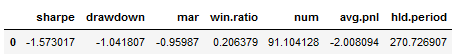 sharpe drawdown mar win.ratio num avg.pnl hld.period
0 -1.573017 -1.041807 -0.95987 0.206379 91.104128 -2.008094 270.726907